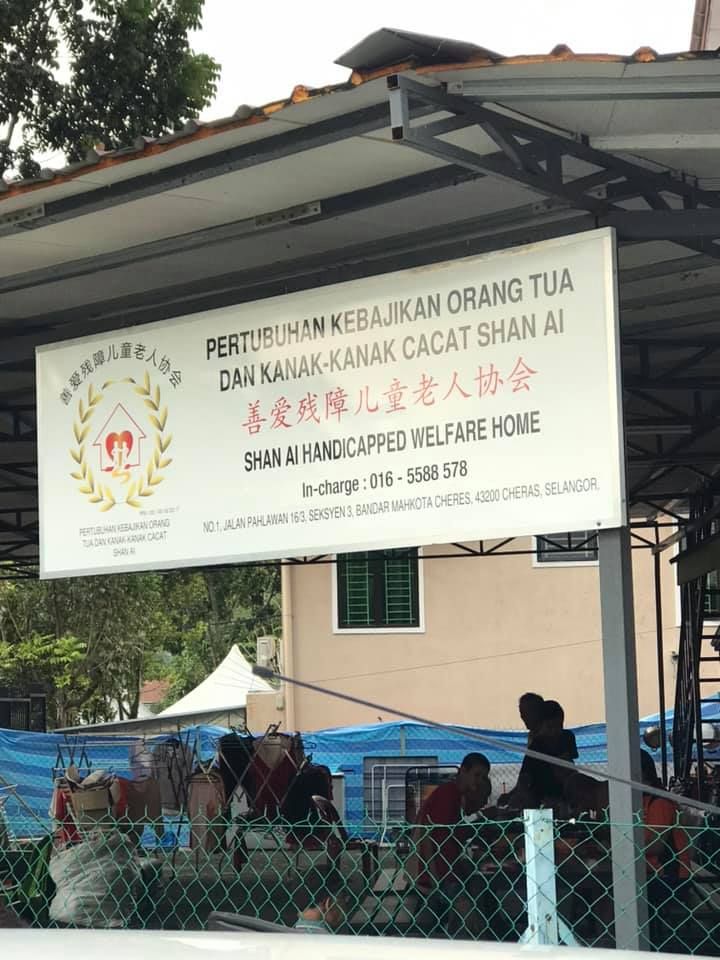 善爱残障儿童老人协会
PERTUBUHAN KEBAJIKAN ORANG
TUA DAN KANAK-KANAK CACAT
SHAN AI
PERTUBUHAN KEBAJIKAN ORANG TUA
DAN KANAK-KANAK CACAT SHAN AI
善爱残障儿童老人协会
SHAN AI HANDICAPPED WELFARE HOME
In-charge : 016 - 5588 578
NO.1, JALAN PAHLAWAN 16/3, SEKSYEN 3, BANDAR MAHKOTA CHERES, 43200 CHERAS, SELANGOR.